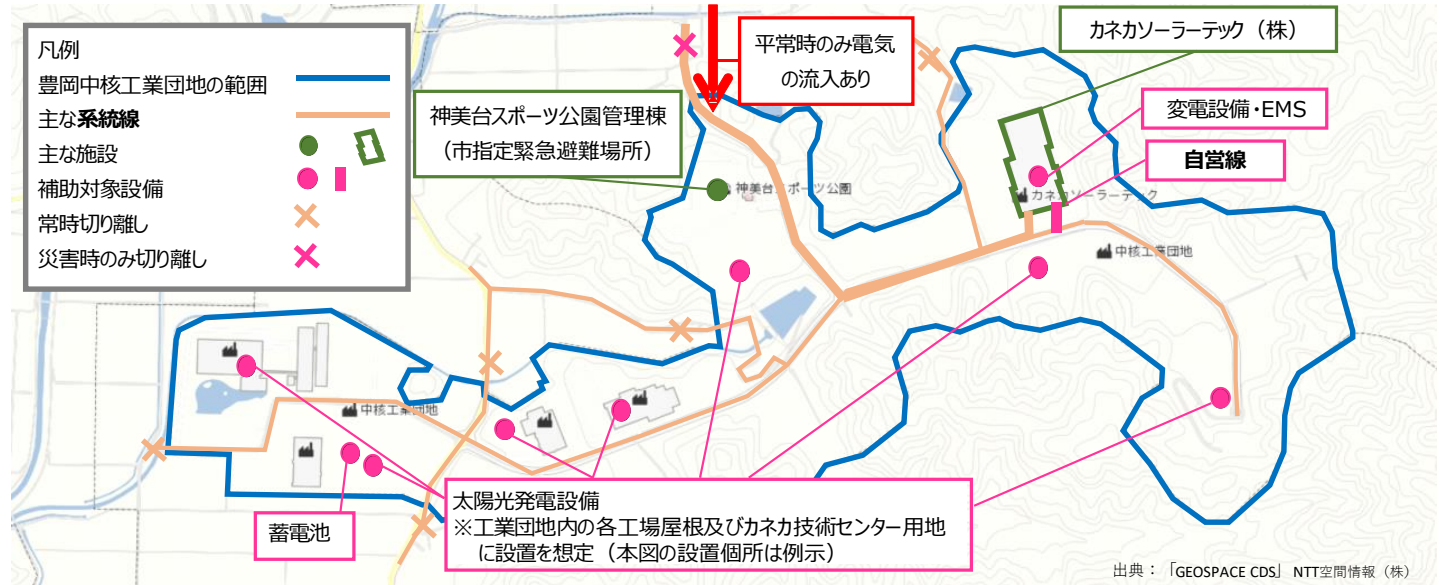 凡例
豊岡中核工業団地の範囲
主な系統線
主な施設
補助対象設備
常時切り離し
災害時のみ切り離し
平常時のみ電気
の流入あり
カネカソーラーテック（株）
神美台スポーツ公園管理棟
（市指定緊急避難場所）
変電設備・EMS
自営線
神美台スポーツ公園
カネカソーラーテック
中核工業団地
中核工業団地
太陽光発電設備
※工業団地内の各工場屋根及びカネカ技術センター用地
に設置を想定（本図の設置個所は例示）
蓄電池
出典：「GEOSPACE CDS」NTT空間情報（株）